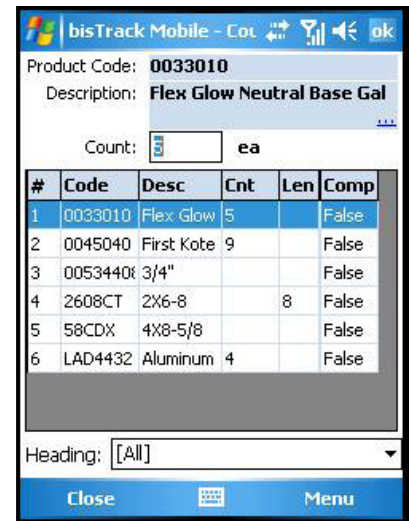 bisTrack Mobile - Cou ok
Product Code: 0033010
Description: Flex Glow Neutral Base Gal
...
Count: 5 ea
# Code Desc Cnt Len Comp
1 0033010 Flex Glow 5 False
2 0045040 First Kote 9 False
3 00534408 3/4" False
4 2608CT 2X6-8 8 False
5 58CDX 4X8-5/8 False
6 LAD4432 Aluminum 4 False
Heading: [All]
Close Menu